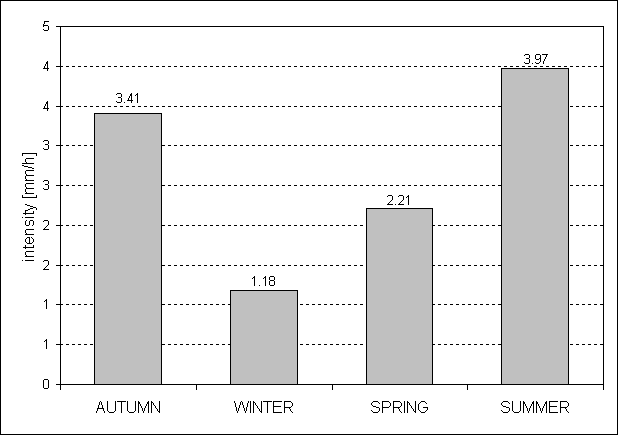 5
4
4
3
3
2
2
1
1
0
intensity [mm/h]
3.41
1.18
2.21
3.97
AUTUMN
WINTER
SPRING
SUMMER